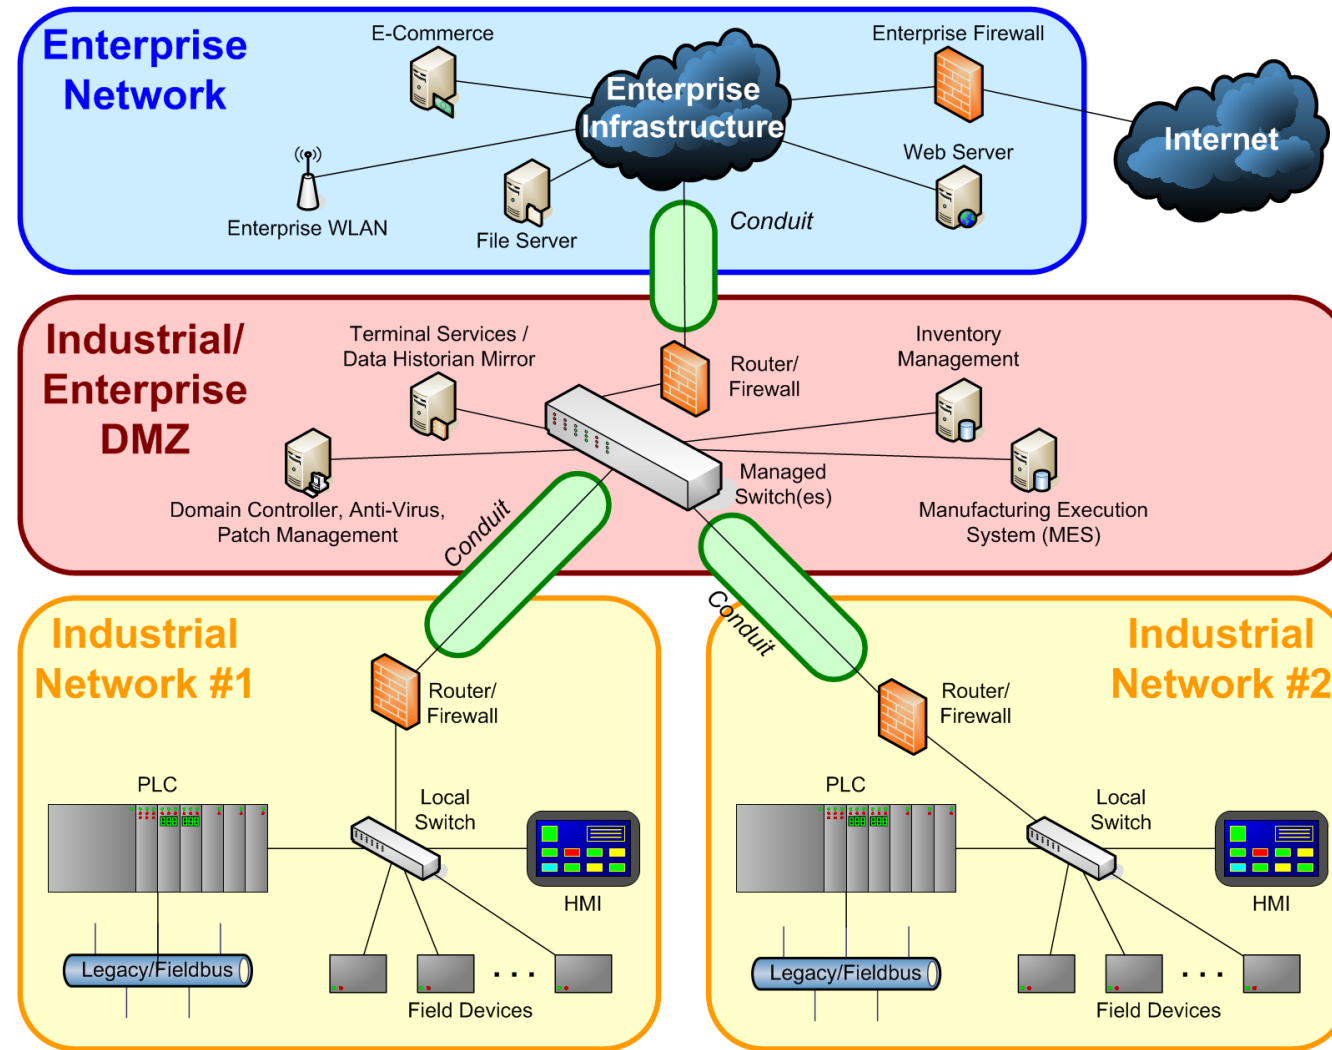 Enterprise
Network
E-Commerce
Enterprise Firewall
Enterprise
Infrastructure
Internet
Web Server
Enterprise WLAN
File Server
Conduit
Industrial/
Enterprise
DMZ
Terminal Services /
Data Historian Mirror
Router/
Firewall
Inventory
Management
Managed
Switch(es)
Domain Controller, Anti-Virus,
Patch Management
Manufacturing Execution
System (MES)
Conduit
Conduit
Industrial
Network #1
Router/
Firewall
PLC
Local
Switch
HMI
Legacy/Fieldbus
. . .
Field Devices
Industrial
Network #2
Router/
Firewall
PLC
Local
Switch
HMI
Legacy/Fieldbus
. . .
Field Devices